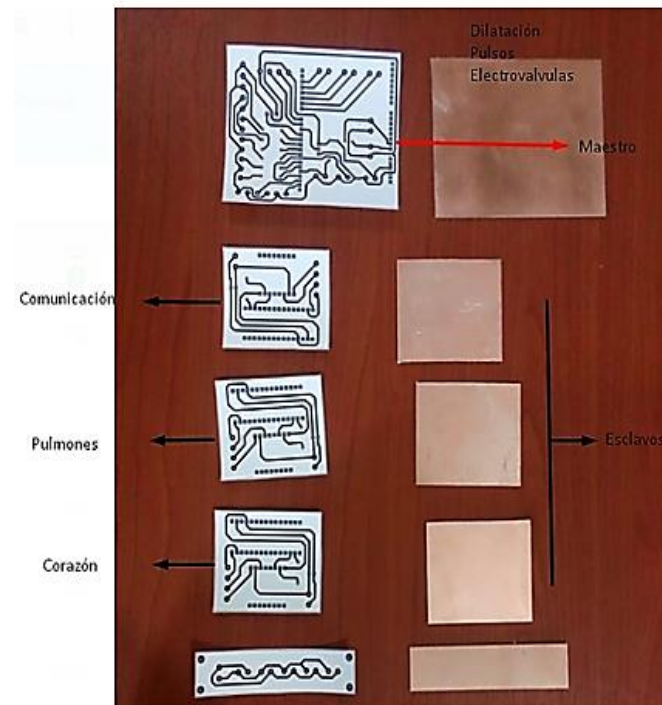 Dilatación
Pulsos
Electrovalvulas
Maestro
Comunicación
Pulmones
Esclavos
Corazón